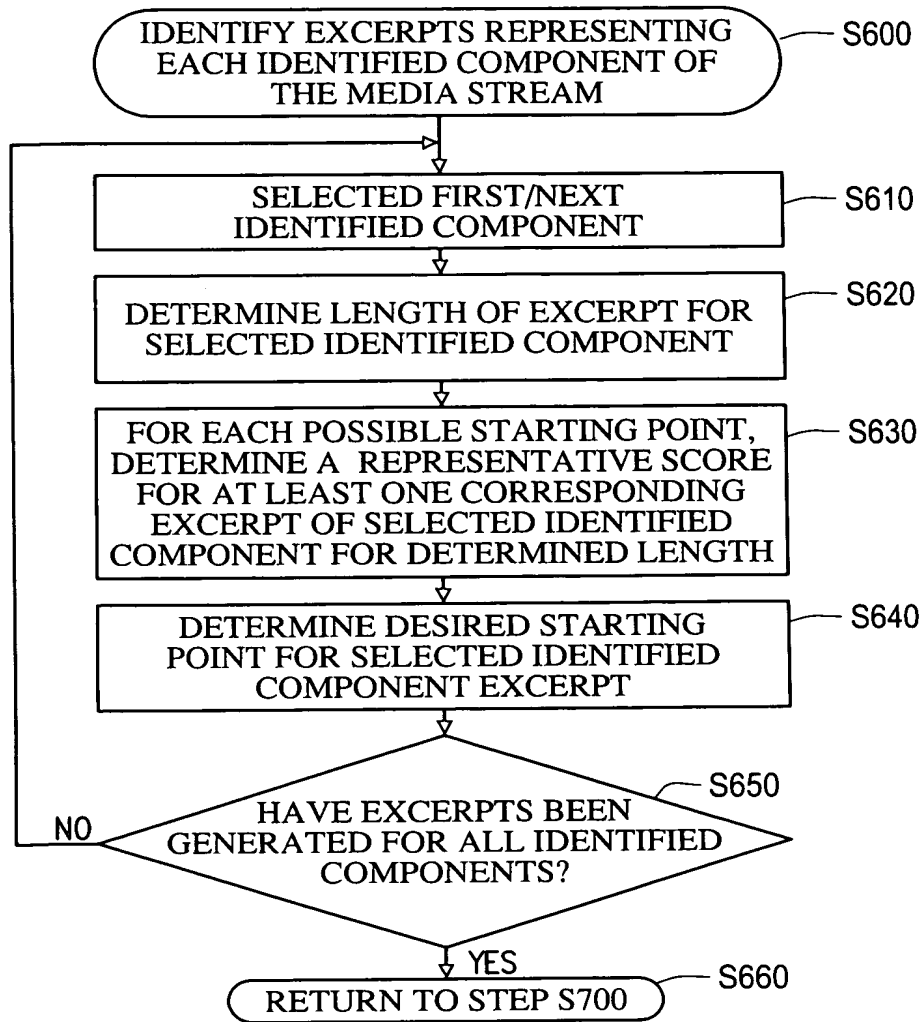 IDENTIFY EXCERPTS REPRESENTING
EACH IDENTIFIED COMPONENT OF
THE MEDIA STREAM
S600
SELECTED FIRST/NEXT
IDENTIFIED COMPONENT
S610
DETERMINE LENGTH OF EXCERPT FOR
SELECTED IDENTIFIED COMPONENT
S620
FOR EACH POSSIBLE STARTING POINT,
DETERMINE A REPRESENTATIVE SCORE
FOR AT LEAST ONE CORRESPONDING
EXCERPT OF SELECTED IDENTIFIED
COMPONENT FOR DETERMINED LENGTH
S630
DETERMINE DESIRED STARTING
POINT FOR SELECTED IDENTIFIED
COMPONENT EXCERPT
S640
HAVE EXCERPTS BEEN
GENERATED FOR ALL IDENTIFIED
COMPONENTS?
S650
NO
YES
RETURN TO STEP S700
S660